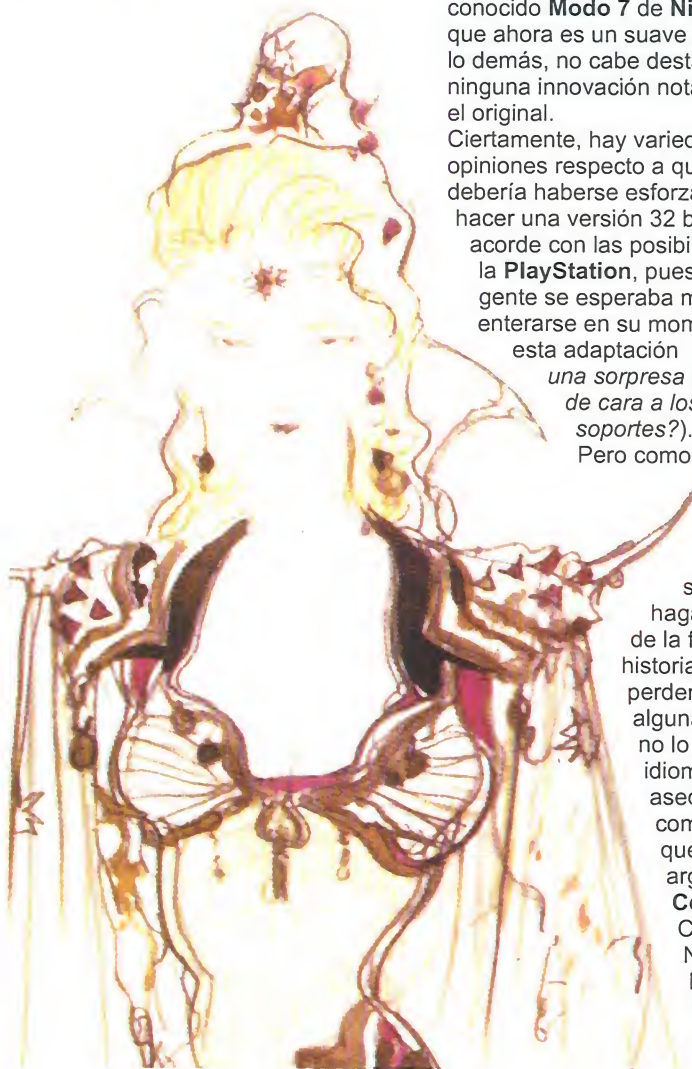 conocido Modo 7 de Ni
que ahora es un suave
lo demás, no cabe desta
ninguna innovación nota
el original.
Ciertamente, hay varied
opiniones respecto a qu
debería haberse esforza
hacer una versión 32 b
acorde con las posibi
la PlayStation, pues
gente se esperaba m
enterarse en su mom
esta adaptación
una sorpresa
de cara a los
soportes?).
Pero como
s
haga
de la f
historia
perder
alguna
no lo
idiom
ased
com
que
arg
Co
C
N